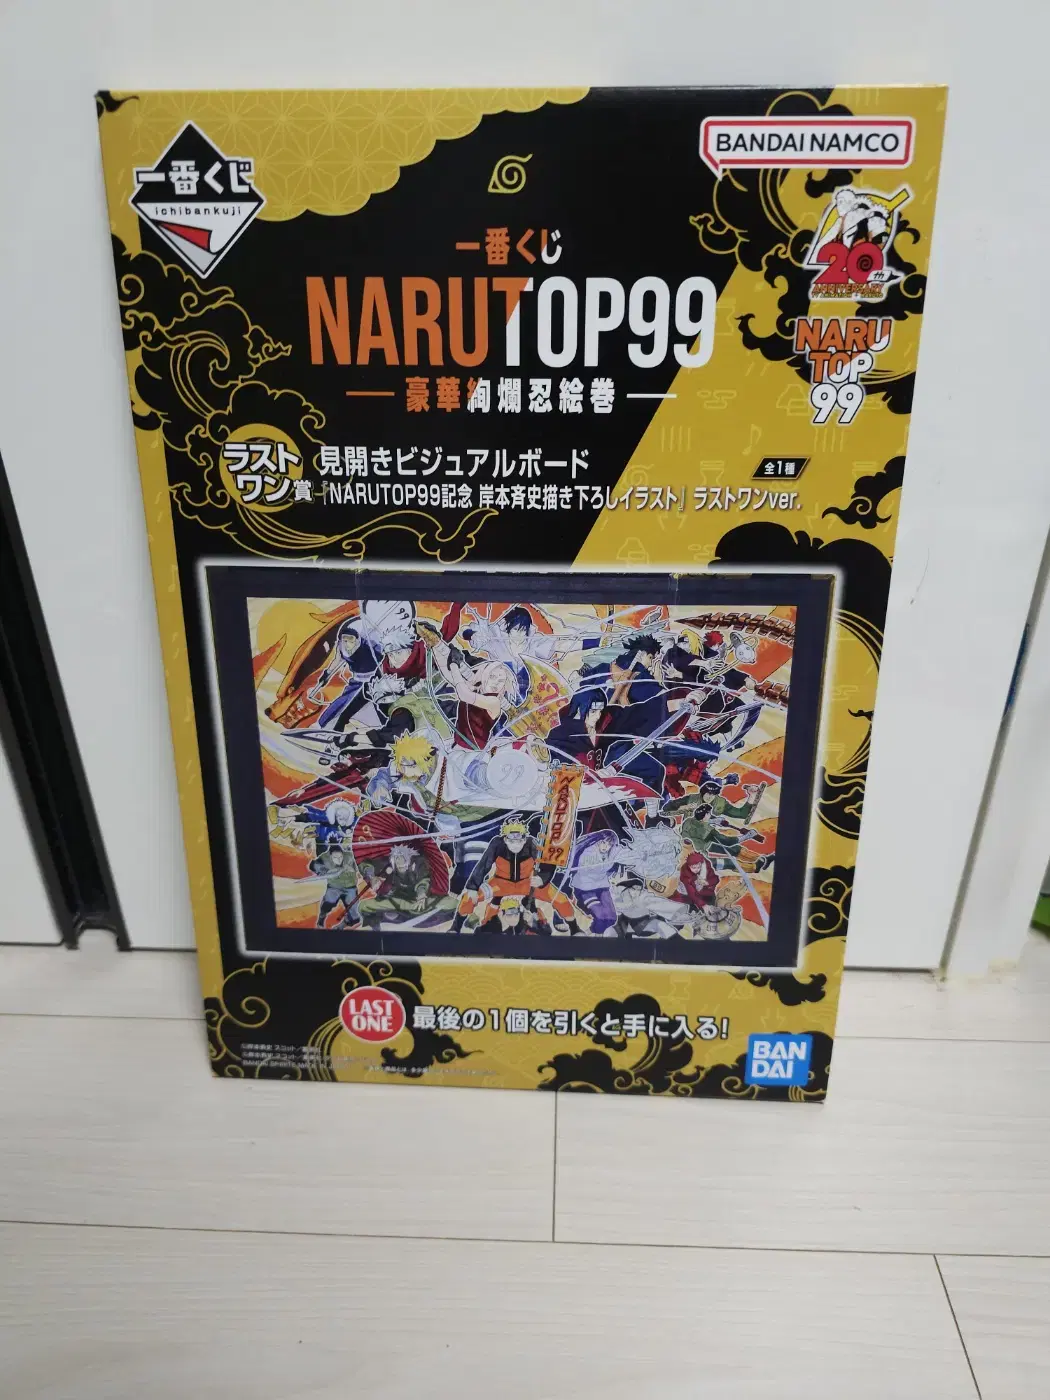 一番くじ
ichibankuji
BANDAI NAMCO
20th
ANNIVERSARY
NARU
TOP
99
一番くじ
NARUTOP99
豪華絢爛忍絵巻
ラスト
ワン賞
見開きビジュアルボード
全1種
『NARUTOP99記念 岸本斉史描き下ろしイラスト』 ラストワンver.
99
NARUTOP
99
LAST
ONE
最後の1個を引くと手に入る!
BAN
DAI